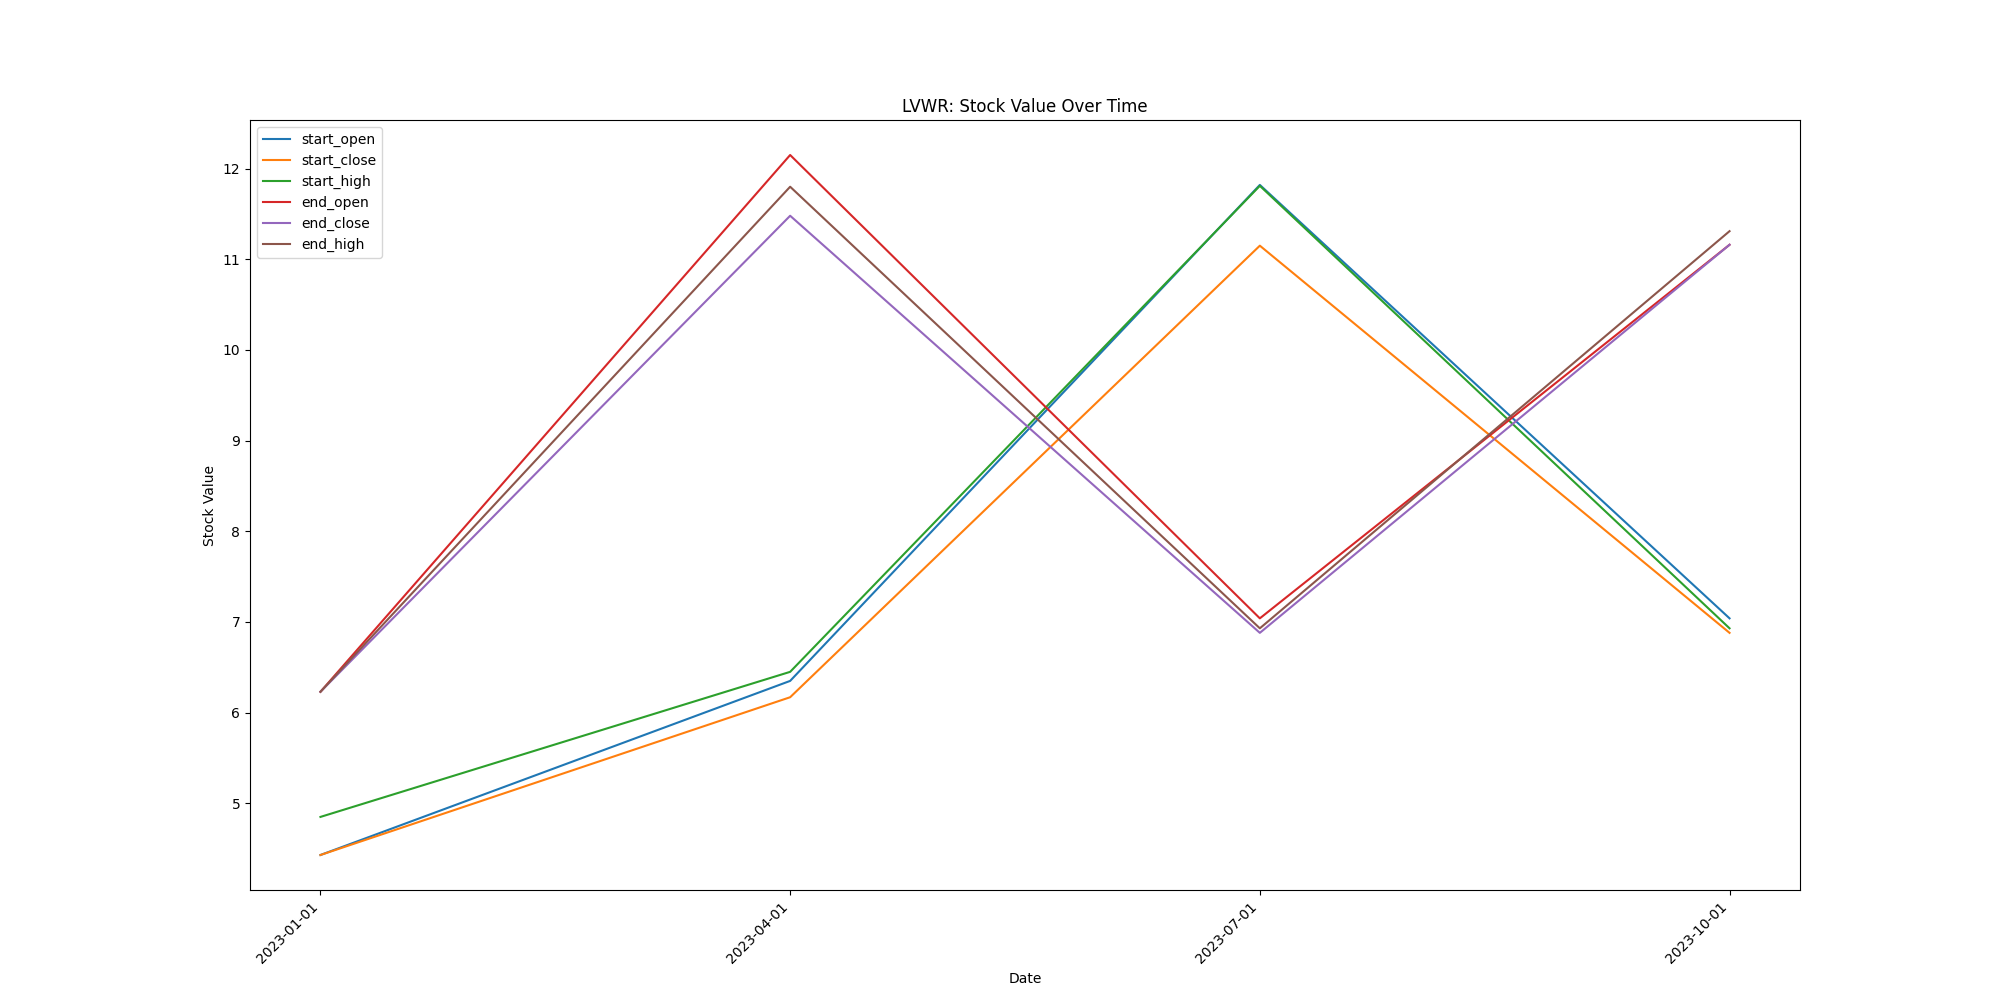 LVWR: Stock Value Over Time
start_open
start_close
start_high
end_open
end_close
end_high
12
11
10
9
8
7
6
5
Stock Value
2023-01-01
2023-04-01
2023-07-01
2023-10-01
Date